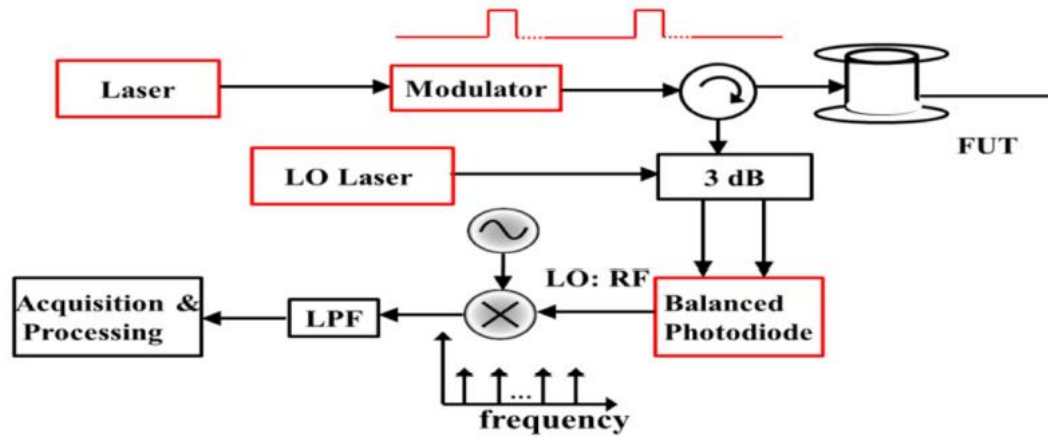 Laser
Modulator
FUT
LO Laser
3 dB
LO: RF
Acquisition &
Processing
LPF
Balanced
Photodiode
...
frequency